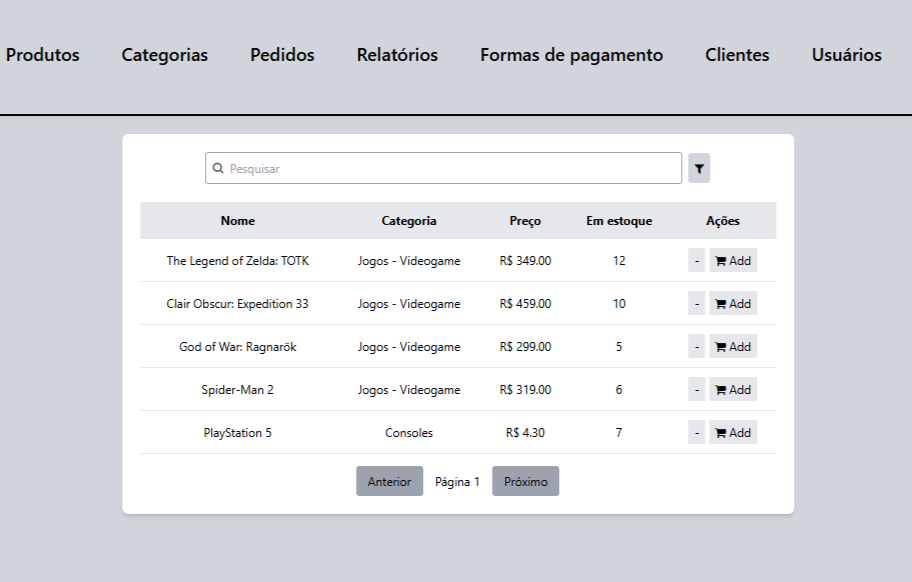 Produtos Categorias Pedidos Relatórios Formas de pagamento Clientes Usuários
Pesquisar
Nome Categoria Preço Em estoque Ações
The Legend of Zelda: TOTK Jogos - Videogame R$ 349.00 12 - Add
Clair Obscur: Expedition 33 Jogos - Videogame R$ 459.00 10 - Add
God of War: Ragnarök Jogos - Videogame R$ 299.00 5 - Add
Spider-Man 2 Jogos - Videogame R$ 319.00 6 - Add
PlayStation 5 Consoles R$ 4.30 7 - Add
Anterior Página 1 Próximo